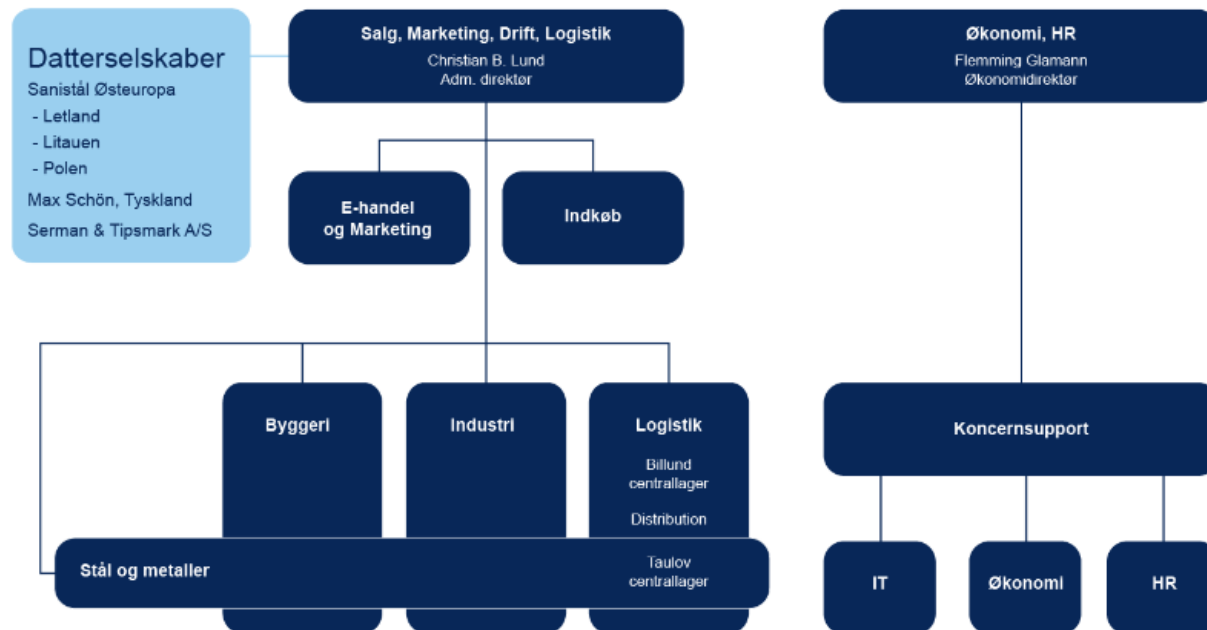 Datterselskaber
Sanistål Østeuropa
- Letland
- Litauen
- Polen
Max Schön, Tyskland
Serman & Tipsmark A/S
Salg, Marketing, Drift, Logistik
Christian B. Lund
Adm. direktør
Økonomi, HR
Flemming Glamann
Økonomidirektør
E-handel
og Marketing
Indkøb
Byggeri
Industri
Logistik
Billund
centrallager
Distribution
Stål og metaller
Taulov
centrallager
Koncernsupport
IT
Økonomi
HR